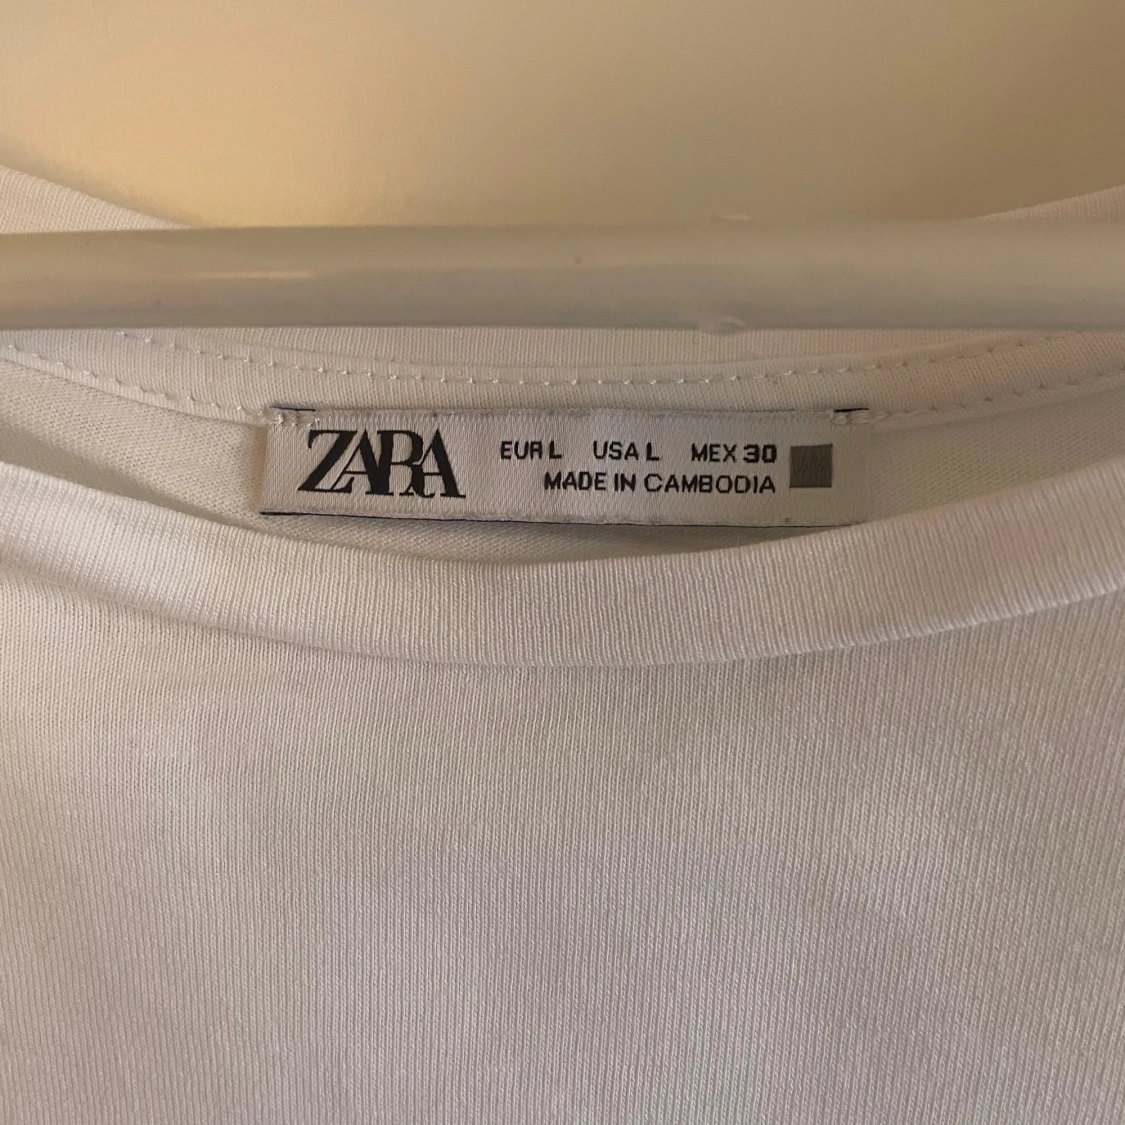 ZARA
EUR L USA L MEX 30
MADE IN CAMBODIA